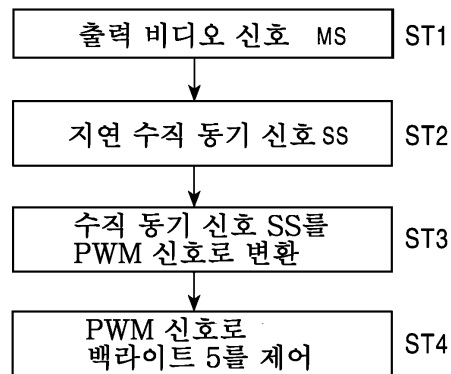 출력 비디오 신호 MS
ST1
지연 수직 동기 신호 SS
ST2
수직 동기 신호 SS를
PWM 신호로 변환
ST3
PWM 신호로
백라이트 5를 제어
ST4